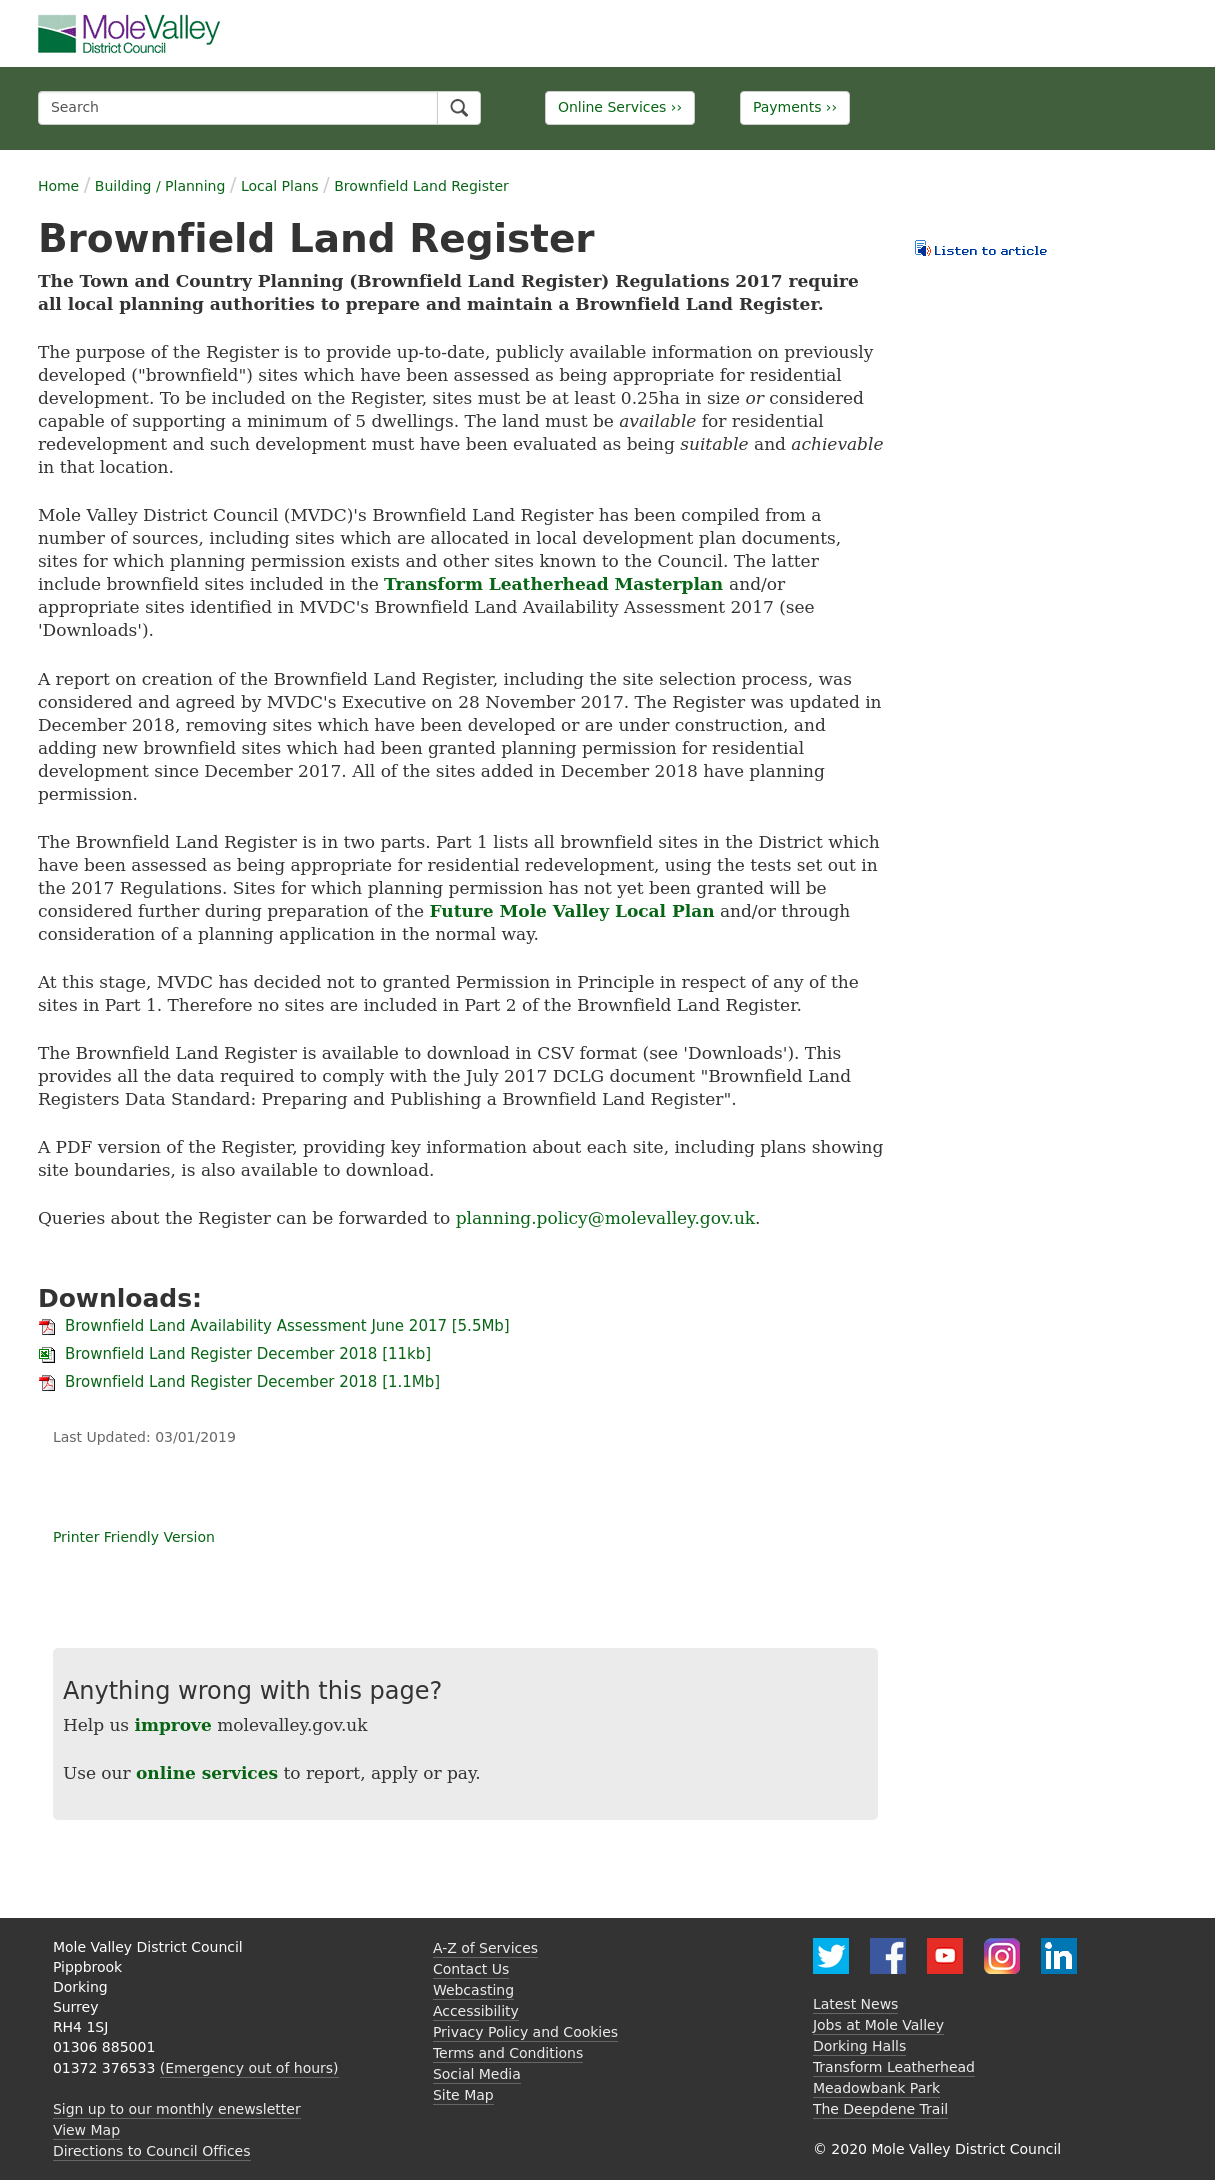 MoleValley
District Council
Search
Online Services ››
Payments ››
Home / Building / Planning / Local Plans / Brownfield Land Register
Brownfield Land Register
Listen to article
The Town and Country Planning (Brownfield Land Register) Regulations 2017 require
all local planning authorities to prepare and maintain a Brownfield Land Register.
The purpose of the Register is to provide up-to-date, publicly available information on previously
developed ("brownfield") sites which have been assessed as being appropriate for residential
development. To be included on the Register, sites must be at least 0.25ha in size or considered
capable of supporting a minimum of 5 dwellings. The land must be available for residential
redevelopment and such development must have been evaluated as being suitable and achievable
in that location.
Mole Valley District Council (MVDC)'s Brownfield Land Register has been compiled from a
number of sources, including sites which are allocated in local development plan documents,
sites for which planning permission exists and other sites known to the Council. The latter
include brownfield sites included in the Transform Leatherhead Masterplan and/or
appropriate sites identified in MVDC's Brownfield Land Availability Assessment 2017 (see
'Downloads').
A report on creation of the Brownfield Land Register, including the site selection process, was
considered and agreed by MVDC's Executive on 28 November 2017. The Register was updated in
December 2018, removing sites which have been developed or are under construction, and
adding new brownfield sites which had been granted planning permission for residential
development since December 2017. All of the sites added in December 2018 have planning
permission.
The Brownfield Land Register is in two parts. Part 1 lists all brownfield sites in the District which
have been assessed as being appropriate for residential redevelopment, using the tests set out in
the 2017 Regulations. Sites for which planning permission has not yet been granted will be
considered further during preparation of the Future Mole Valley Local Plan and/or through
consideration of a planning application in the normal way.
At this stage, MVDC has decided not to granted Permission in Principle in respect of any of the
sites in Part 1. Therefore no sites are included in Part 2 of the Brownfield Land Register.
The Brownfield Land Register is available to download in CSV format (see 'Downloads'). This
provides all the data required to comply with the July 2017 DCLG document "Brownfield Land
Registers Data Standard: Preparing and Publishing a Brownfield Land Register".
A PDF version of the Register, providing key information about each site, including plans showing
site boundaries, is also available to download.
Queries about the Register can be forwarded to planning.policy@molevalley.gov.uk.
Downloads:
Brownfield Land Availability Assessment June 2017 [5.5Mb]
Brownfield Land Register December 2018 [11kb]
Brownfield Land Register December 2018 [1.1Mb]
Last Updated: 03/01/2019
Printer Friendly Version
Anything wrong with this page?
Help us improve molevalley.gov.uk
Use our online services to report, apply or pay.
Mole Valley District Council
Pippbrook
Dorking
Surrey
RH4 1SJ
01306 885001
01372 376533 (Emergency out of hours)
Sign up to our monthly enewsletter
View Map
Directions to Council Offices
A-Z of Services
Contact Us
Webcasting
Accessibility
Privacy Policy and Cookies
Terms and Conditions
Social Media
Site Map
Latest News
Jobs at Mole Valley
Dorking Halls
Transform Leatherhead
Meadowbank Park
The Deepdene Trail
© 2020 Mole Valley District Council